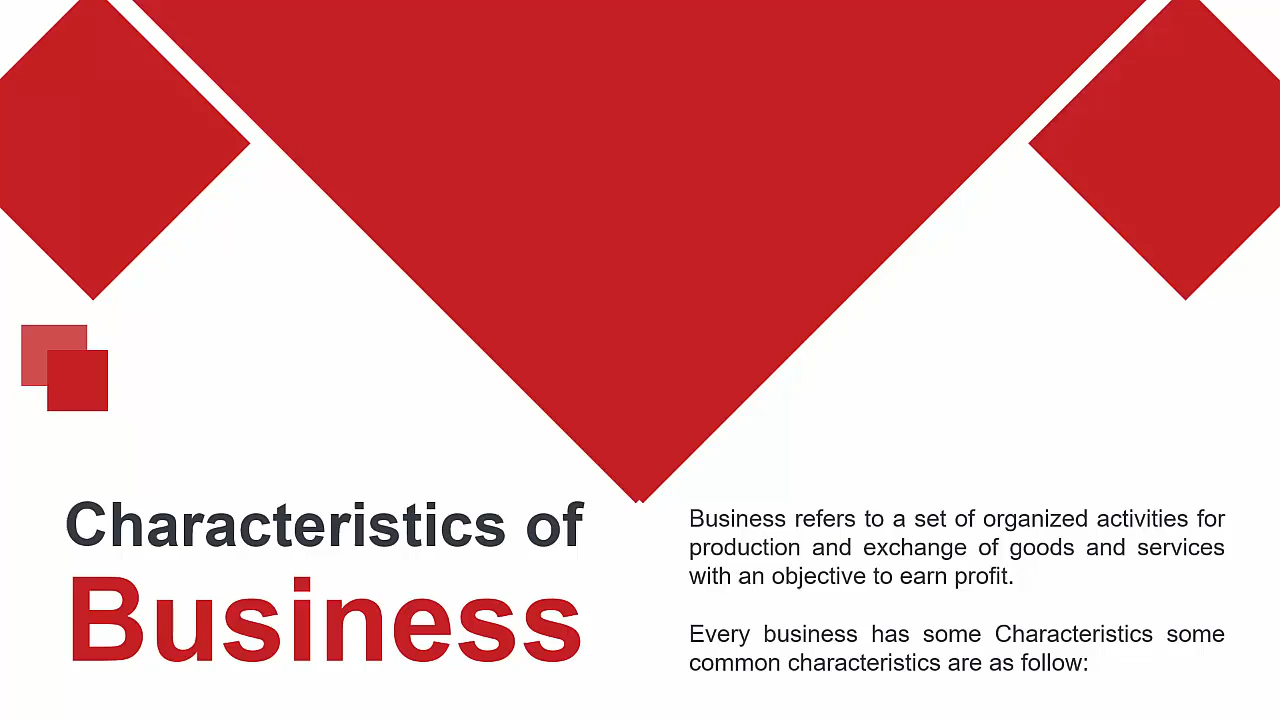 Characteristics of
Business
Business refers to a set of organized activities for
production and exchange of goods and services
with an objective to earn profit.
Every business has some Characteristics some
common characteristics are as follow: